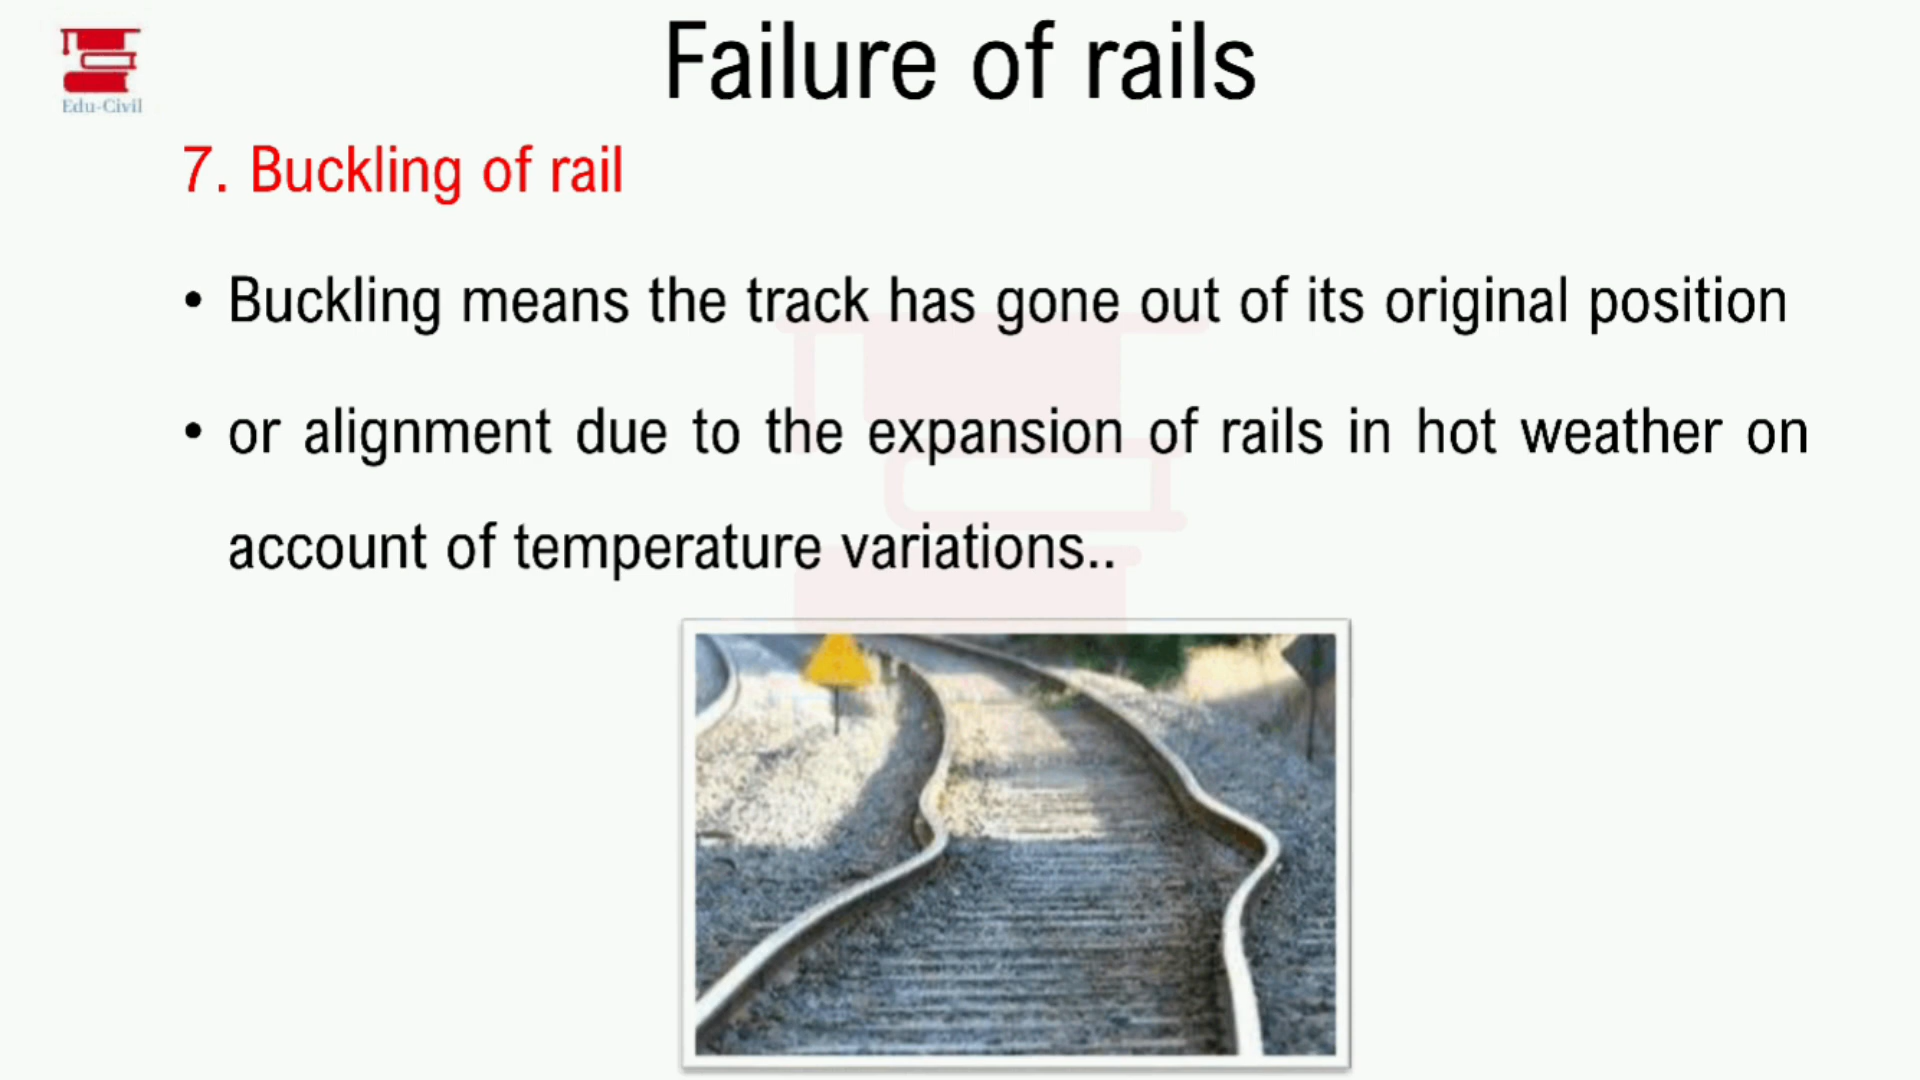 Failure of rails
Edu-Civil
7. Buckling of rail
• Buckling means the track has gone out of its original position
• or alignment due to the expansion of rails in hot weather on
account of temperature variations..